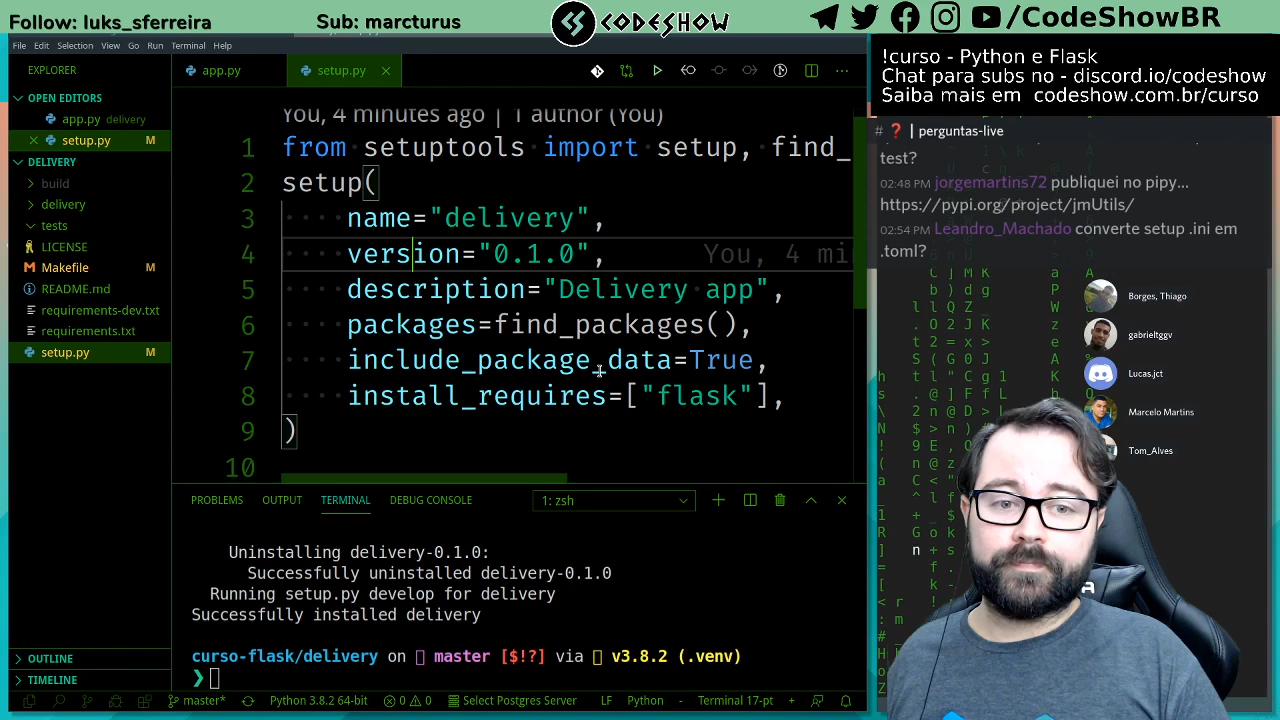 Follow: luks_sferreira
Sub: marcturus
CODESHOW
/CodeShowBR
File Edit Selection View Go Run Terminal Help
!curso - Python e Flask
Chat para subs no - discord.io/codeshow
Saiba mais em codeshow.com.br/curso
# ❓ | perguntas-live
test?
02:48 PM jorgemartins72 publiquei no pipy...
https://pypi.org/project/jmUtils/
02:54 PM Leandro_Machado converte setup .ini em
.toml?
Borges, Thiago
gabrieltggv
Lucas.jct
Marcelo Martins
Tom_Alves
EXPLORER
OPEN EDITORS
app.py delivery
setup.py M
DELIVERY
build
delivery
tests
LICENSE
Makefile M
README.md
requirements-dev.txt
requirements.txt
setup.py M
OUTLINE
TIMELINE
app.py
setup.py
You, 4 minutes ago | 1 author (You)
1 from setuptools import setup, find_
2 setup(
3 name="delivery",
4 version="0.1.0", You, 4 mi
5 description="Delivery app",
6 packages=find_packages(),
7 include_package_data=True,
8 install_requires=["flask"],
9 )
10
PROBLEMS OUTPUT TERMINAL DEBUG CONSOLE 1: zsh
Uninstalling delivery-0.1.0:
Successfully uninstalled delivery-0.1.0
Running setup.py develop for delivery
Successfully installed delivery
curso-flask/delivery on master [$!?] via v3.8.2 (.venv)
❯
master* Python 3.8.2 64-bit 0 0 Select Postgres Server LF Python - Terminal 17-pt +